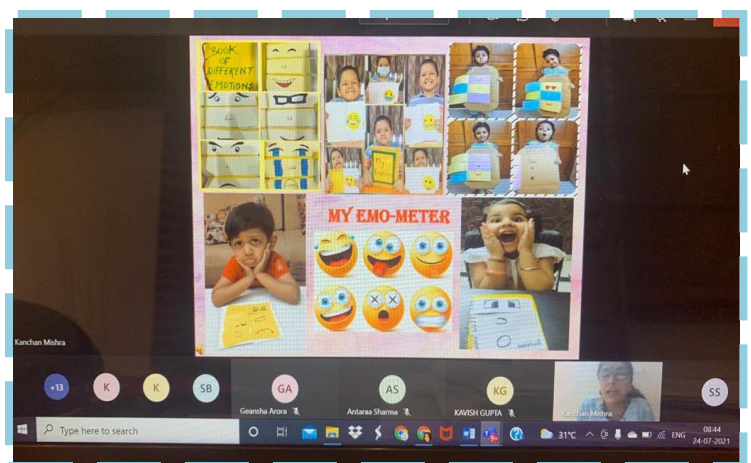 BOOK
OF
DIFFERENT
EMOTIONS
MY EMO-METER
Kanchan Mishra
+13
K
K
SB
GA
AS
KG
SS
Geansha Arora
Antaraa Sharma
KAVISH GUPTA
Kanchan Mishra
Type here to search
9+
31°C
ENG
08:44
24-07-2021